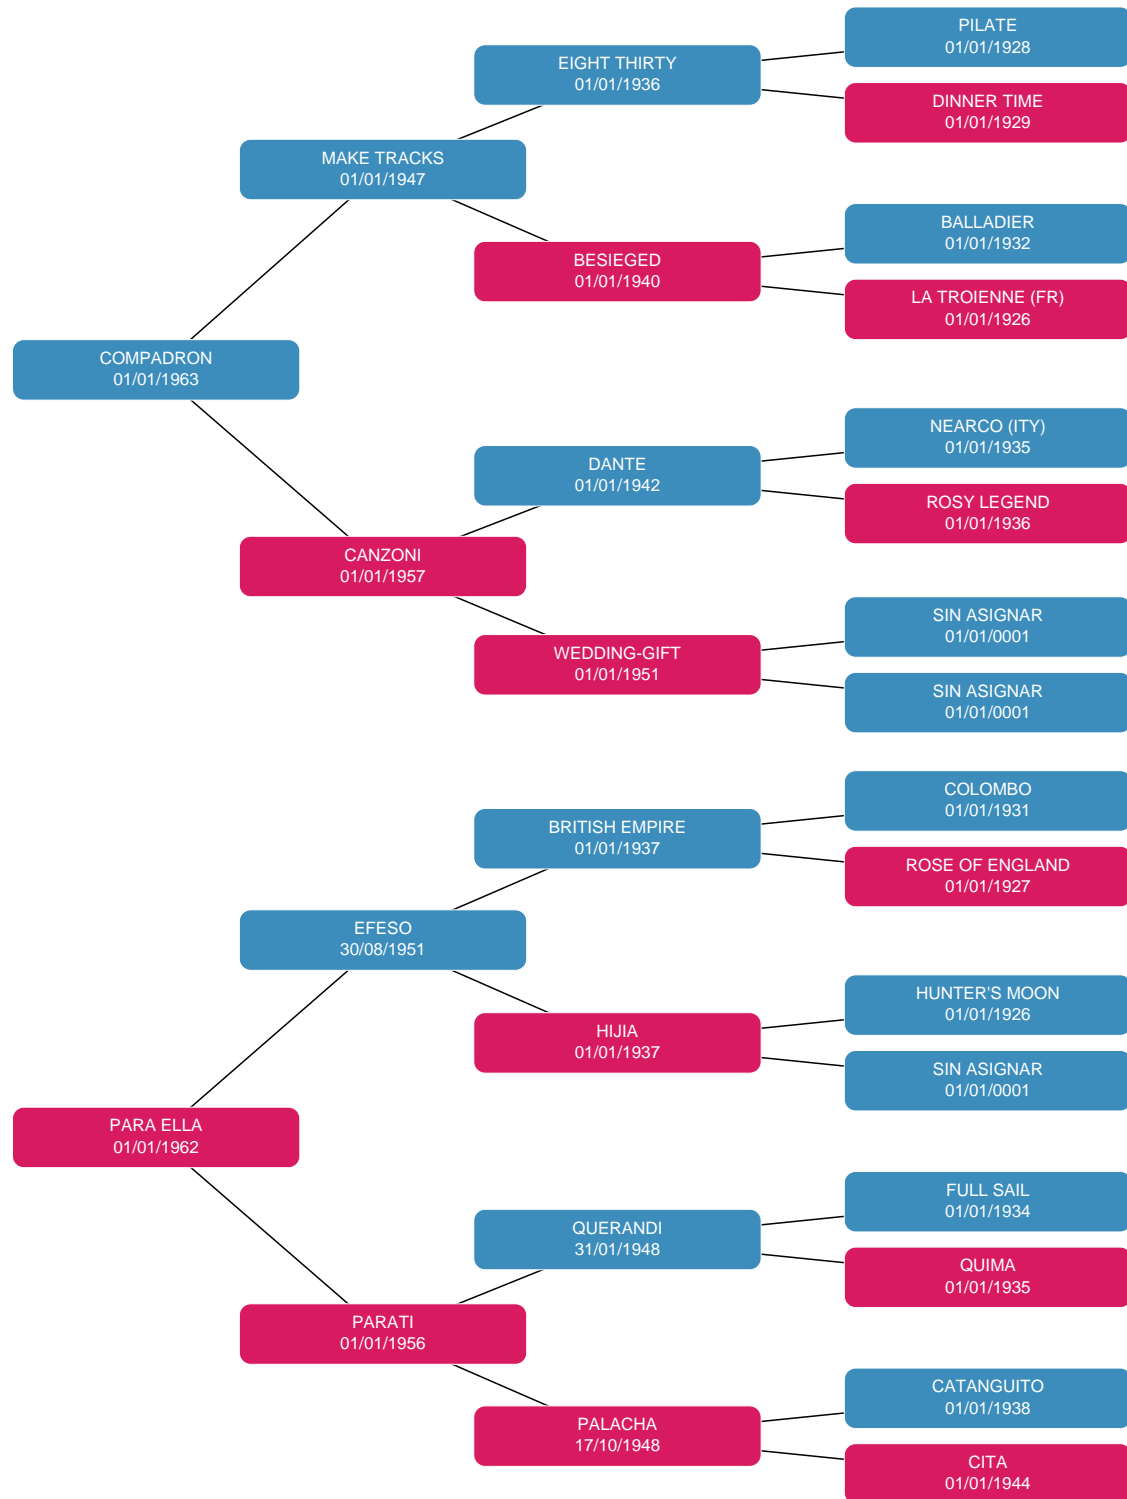 PILATE
01/01/1928
EIGHT THIRTY
01/01/1936
DINNER TIME
01/01/1929
MAKE TRACKS
01/01/1947
BALLADIER
01/01/1932
BESIEGED
01/01/1940
LA TROIENNE (FR)
01/01/1926
COMPADRON
01/01/1963
NEARCO (ITY)
01/01/1935
DANTE
01/01/1942
ROSY LEGEND
01/01/1936
CANZONI
01/01/1957
SIN ASIGNAR
01/01/0001
WEDDING-GIFT
01/01/1951
SIN ASIGNAR
01/01/0001
COLOMBO
01/01/1931
BRITISH EMPIRE
01/01/1937
ROSE OF ENGLAND
01/01/1927
EFESO
30/08/1951
HUNTER'S MOON
01/01/1926
HIJIA
01/01/1937
SIN ASIGNAR
01/01/0001
PARA ELLA
01/01/1962
FULL SAIL
01/01/1934
QUERANDI
31/01/1948
QUIMA
01/01/1935
PARATI
01/01/1956
CATANGUITO
01/01/1938
PALACHA
17/10/1948
CITA
01/01/1944